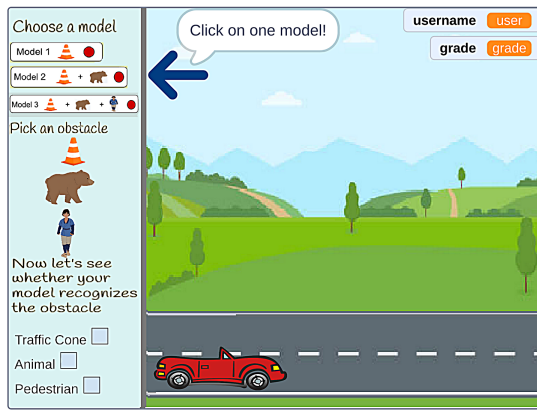 Choose a model
Click on one model!
username user
grade grade
Model 1
Model 2 +
Model 3 + +
Pick an obstacle
Now let's see
whether your
model recognizes
the obstacle
Traffic Cone
Animal
Pedestrian